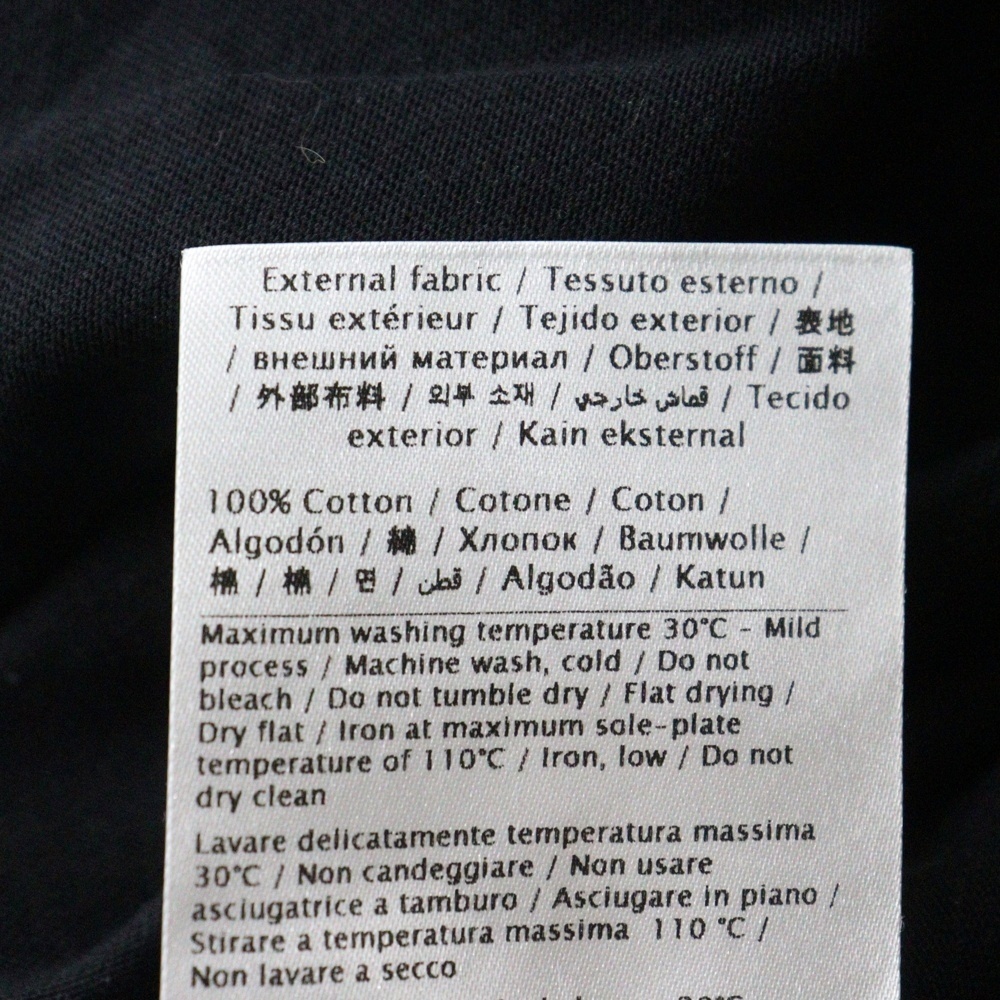 External fabric / Tessuto esterno /
Tissu extérieur / Tejido exterior / 表地
/ внешний материал / Oberstoff / 面料
/ 外部布料 / 외부 소재 / قماش خارجي / Tecido
exterior / Kain eksternal
100% Cotton / Cotone / Coton /
Algodón / 綿 / Хлопок / Baumwolle /
棉 / 棉 / 면 / قطن / Algodão / Katun
Maximum washing temperature 30°C - Mild
process / Machine wash, cold / Do not
bleach / Do not tumble dry / Flat drying /
Dry flat / Iron at maximum sole-plate
temperature of 110°C / Iron, low / Do not
dry clean
Lavare delicatamente temperatura massima
30°C / Non candeggiare / Non usare
asciugatrice a tamburo / Asciugare in piano /
Stirare a temperatura massima 110 °C /
Non lavare a secco